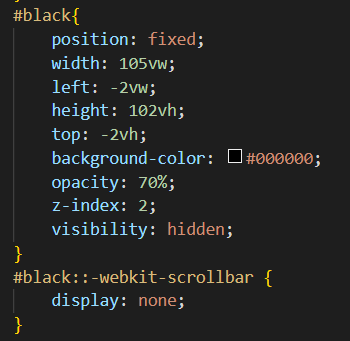 #black{
    position: fixed;
    width: 105vw;
    left: -2vw;
    height: 102vh;
    top: -2vh;
    background-color: #000000;
    opacity: 70%;
    z-index: 2;
    visibility: hidden;
}
#black::-webkit-scrollbar {
    display: none;
}